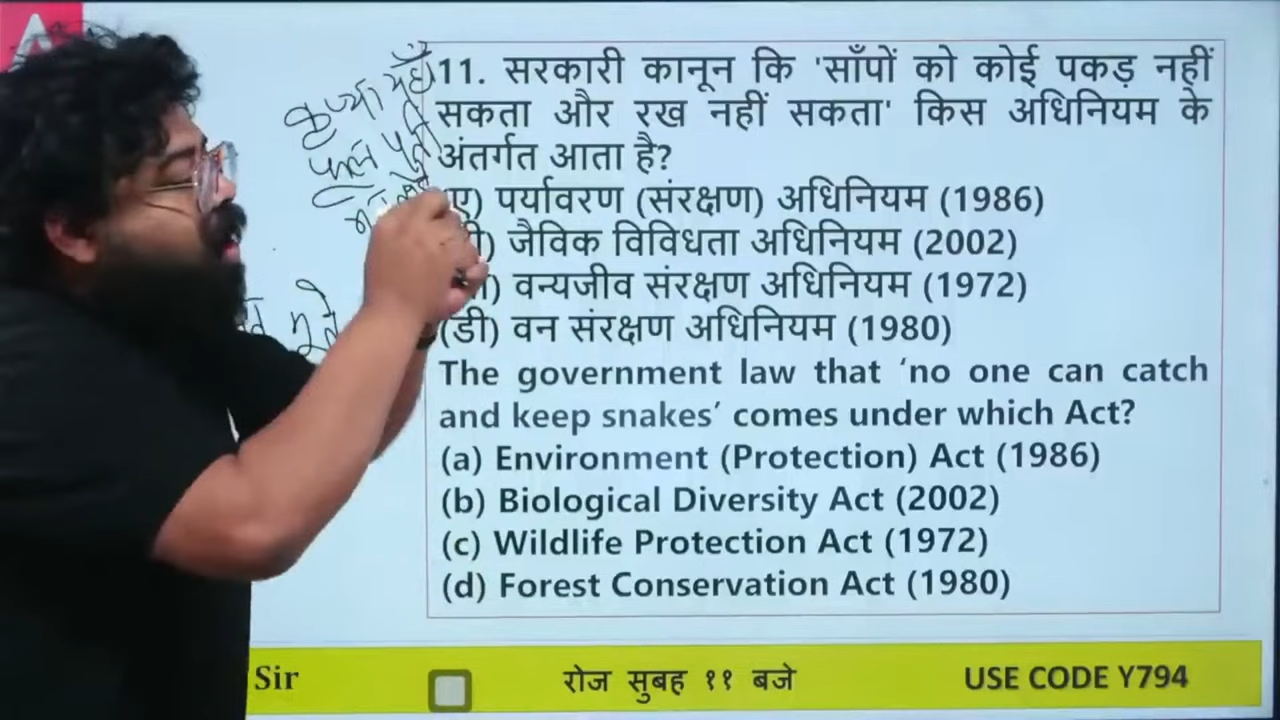 कृप्या यहाँ
11. सरकारी कानून कि 'साँपों को कोई पकड़ नहीं
सकता और रख नहीं सकता' किस अधिनियम के
अंतर्गत आता है?
ए) पर्यावरण (संरक्षण) अधिनियम (1986)
) जैविक विविधता अधिनियम (2002)
) वन्यजीव संरक्षण अधिनियम (1972)
(डी) वन संरक्षण अधिनियम (1980)
The government law that ‘no one can catch
and keep snakes’ comes under which Act?
(a) Environment (Protection) Act (1986)
(b) Biological Diversity Act (2002)
(c) Wildlife Protection Act (1972)
(d) Forest Conservation Act (1980)
Sir
रोज सुबह ११ बजे
USE CODE Y794